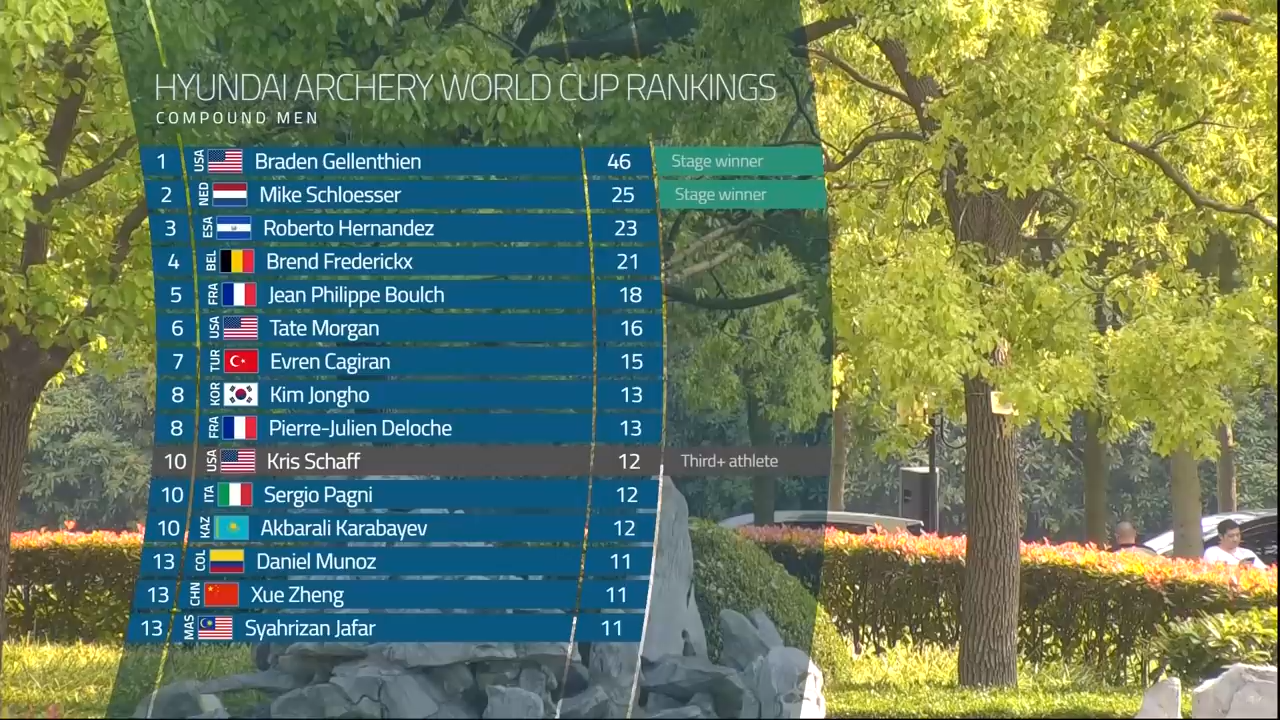 HYUNDAI ARCHERY WORLD CUP RANKINGS
COMPOUND MEN
1 USA Braden Gellenthien 46 Stage winner
2 NED Mike Schloesser 25 Stage winner
3 ESA Roberto Hernandez 23
4 BEL Brend Frederickx 21
5 FRA Jean Philippe Boulch 18
6 USA Tate Morgan 16
7 TUR Evren Cagiran 15
8 KOR Kim Jongho 13
8 FRA Pierre-Julien Deloche 13
10 USA Kris Schaff 12 Third+ athlete
10 ITA Sergio Pagni 12
10 KAZ Akbarali Karabayev 12
13 COL Daniel Munoz 11
13 CHN Xue Zheng 11
13 MAS Syahrizan Jafar 11